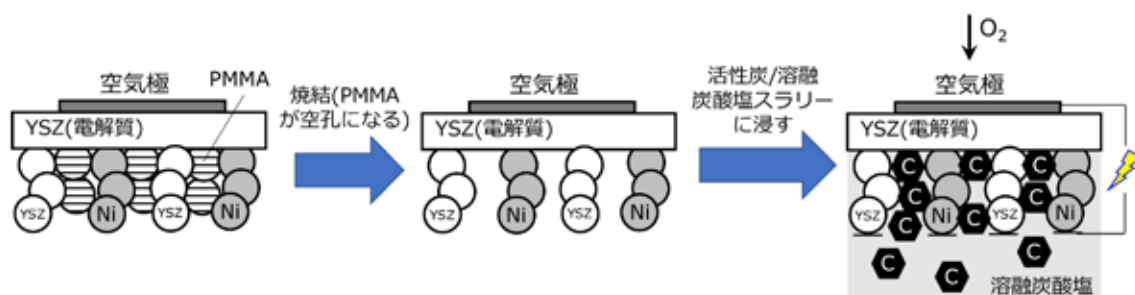 空気極
PMMA
YSZ(電解質)
YSZ
Ni
YSZ
Ni
焼結(PMMA
が空孔になる)
空気極
YSZ(電解質)
YSZ
Ni
YSZ
Ni
活性炭/溶融
炭酸塩スラリー
に浸す
O₂
空気極
YSZ(電解質)
C
C
C
C
YSZ
C
Ni
C
YSZ
Ni
C
C
C
溶融炭酸塩